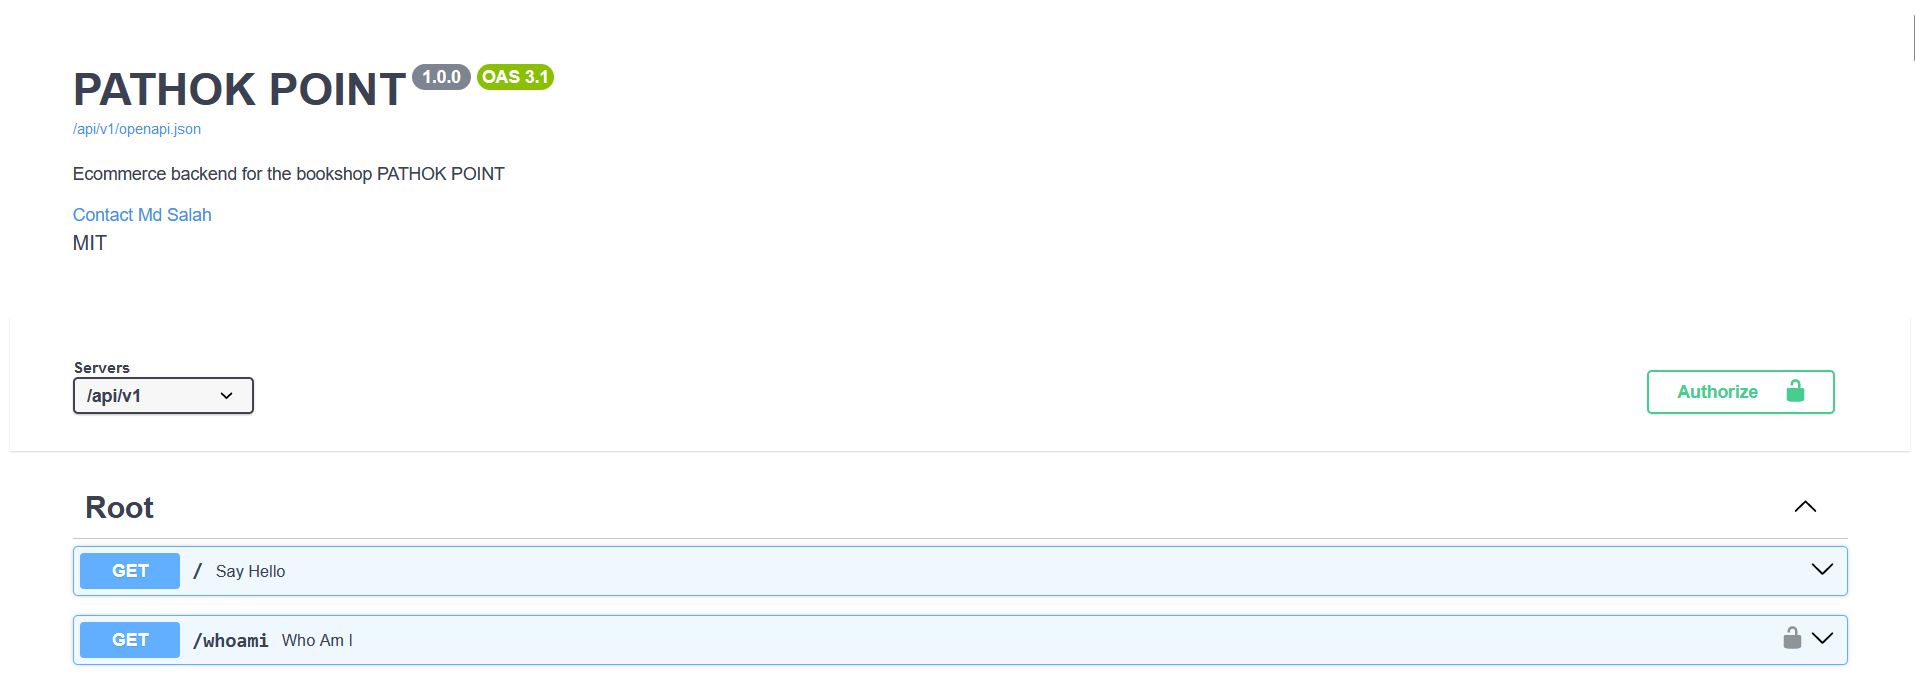 PATHOK POINT 1.0.0 OAS 3.1
/api/v1/openapi.json
Ecommerce backend for the bookshop PATHOK POINT
Contact Md Salah
MIT
Servers
/api/v1
Authorize
Root
GET / Say Hello
GET /whoami Who Am I